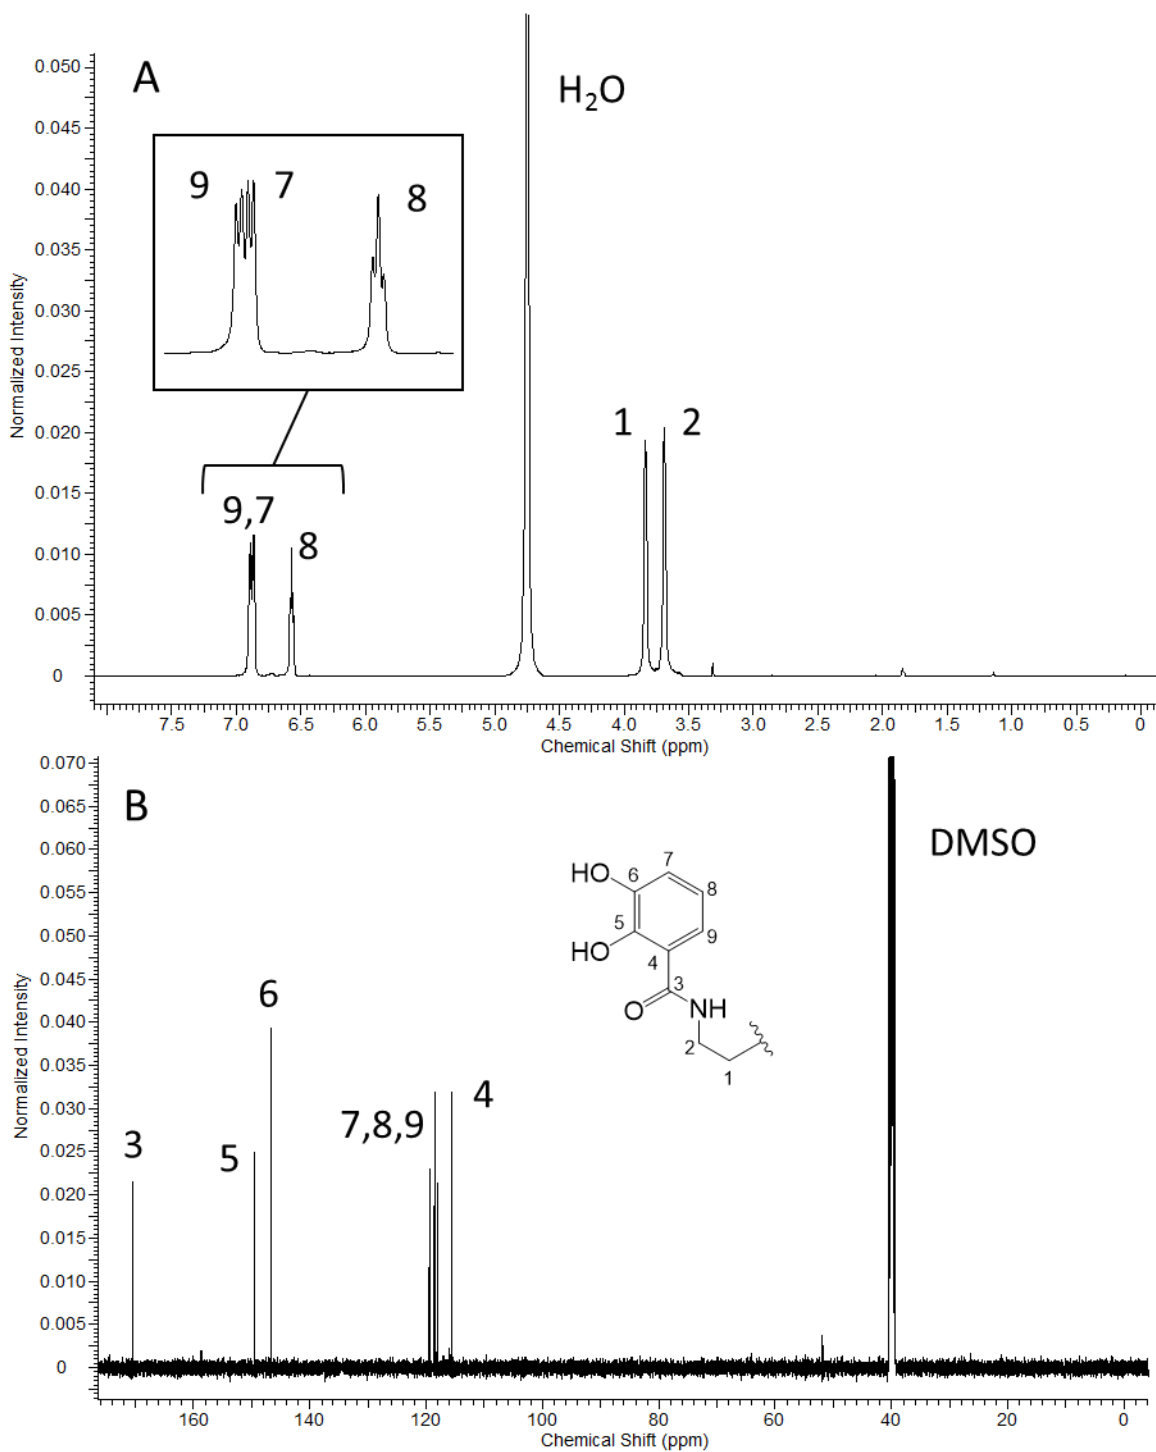 A
H₂O
0.050
0.045
0.040
0.035
0.030
0.025
0.020
0.015
0.010
0.005
0
Normalized Intensity
9 7 8
9,7
8
1 2
7.5 7.0 6.5 6.0 5.5 5.0 4.5 4.0 3.5 3.0 2.5 2.0 1.5 1.0 0.5 0
Chemical Shift (ppm)
B
DMSO
0.070
0.065
0.060
0.055
0.050
0.045
0.040
0.035
0.030
0.025
0.020
0.015
0.010
0.005
0
Normalized Intensity
3
5
6
7,8,9
4
HO 6 7
8
5
HO 9
4
3
O NH
2
1
160 140 120 100 80 60 40 20 0
Chemical Shift (ppm)